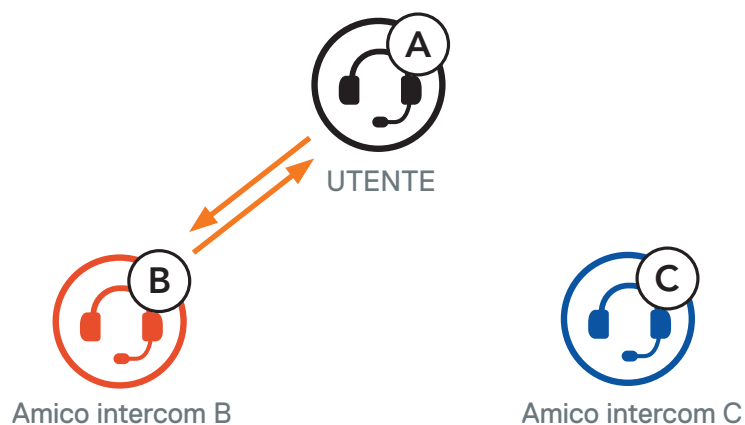 A
UTENTE
B
C
Amico intercom B
Amico intercom C